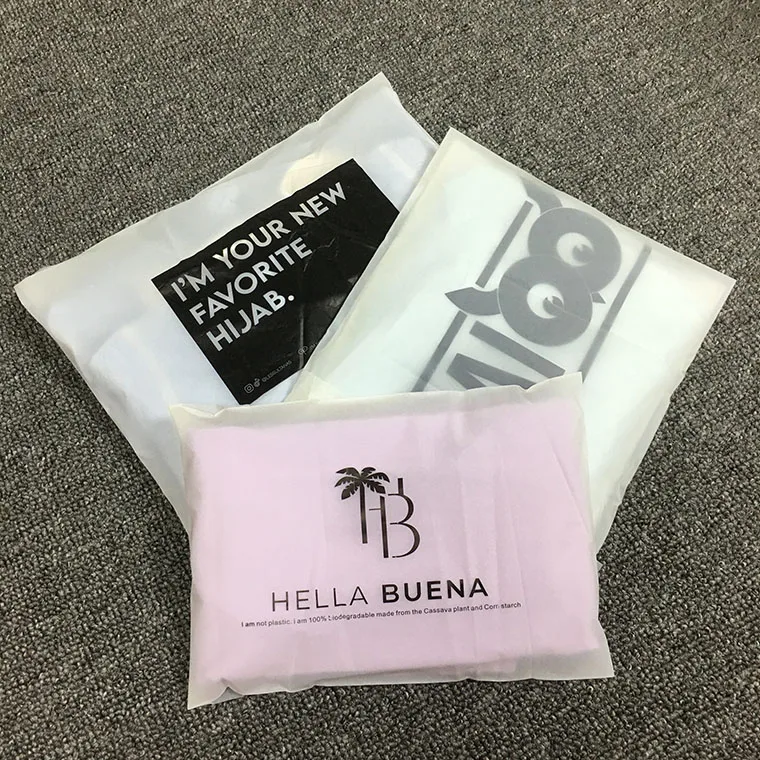 I'M YOUR NEW
FAVORITE
HIJAB.
HB
HELLA BUENA
I am not plastic. I am 100% biodegradable made from the Cassava plant and Corn starch